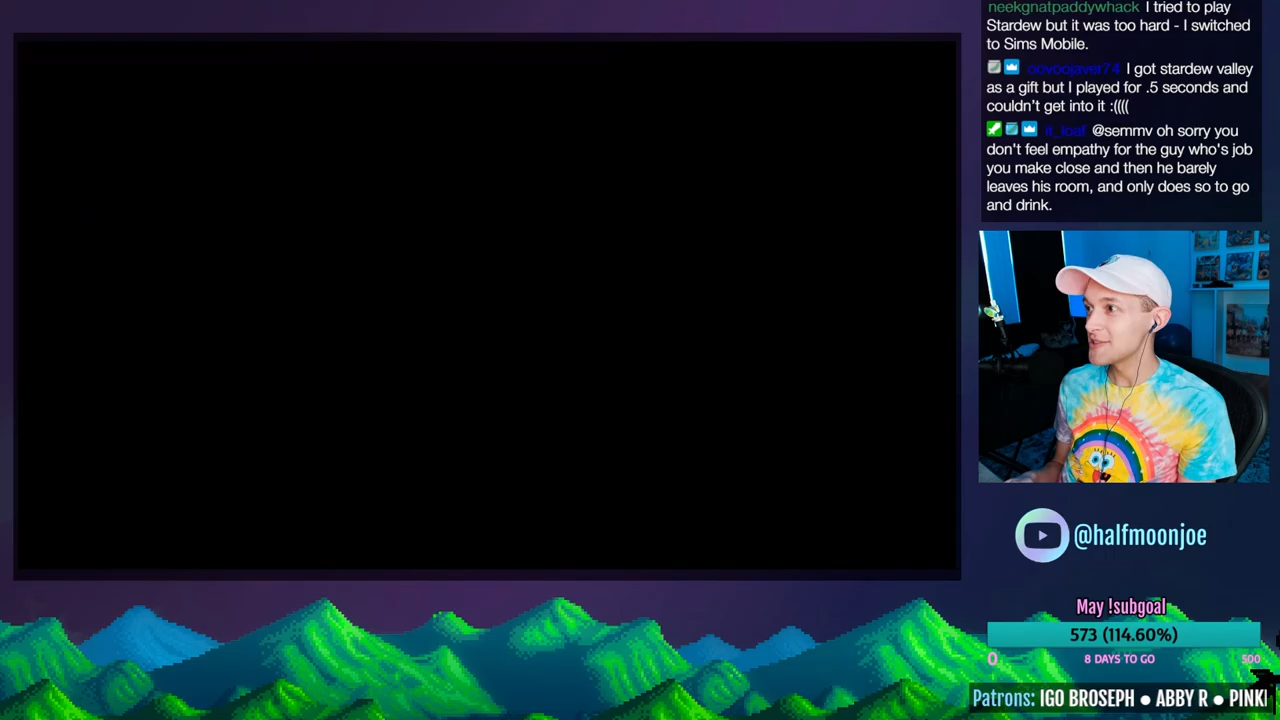 neekgnatpaddywhack I tried to play
Stardew but it was too hard - I switched
to Sims Mobile.
oovoojaver74 I got stardew valley
as a gift but I played for .5 seconds and
couldn't get into it :((((
it_loaf @semmv oh sorry you
don't feel empathy for the guy who's job
you make close and then he barely
leaves his room, and only does so to go
and drink.
@halfmoonjoe
May !subgoal
573 (114.60%)
0 8 DAYS TO GO 500
Patrons: IGO BROSEPH ● ABBY R ● PINKI